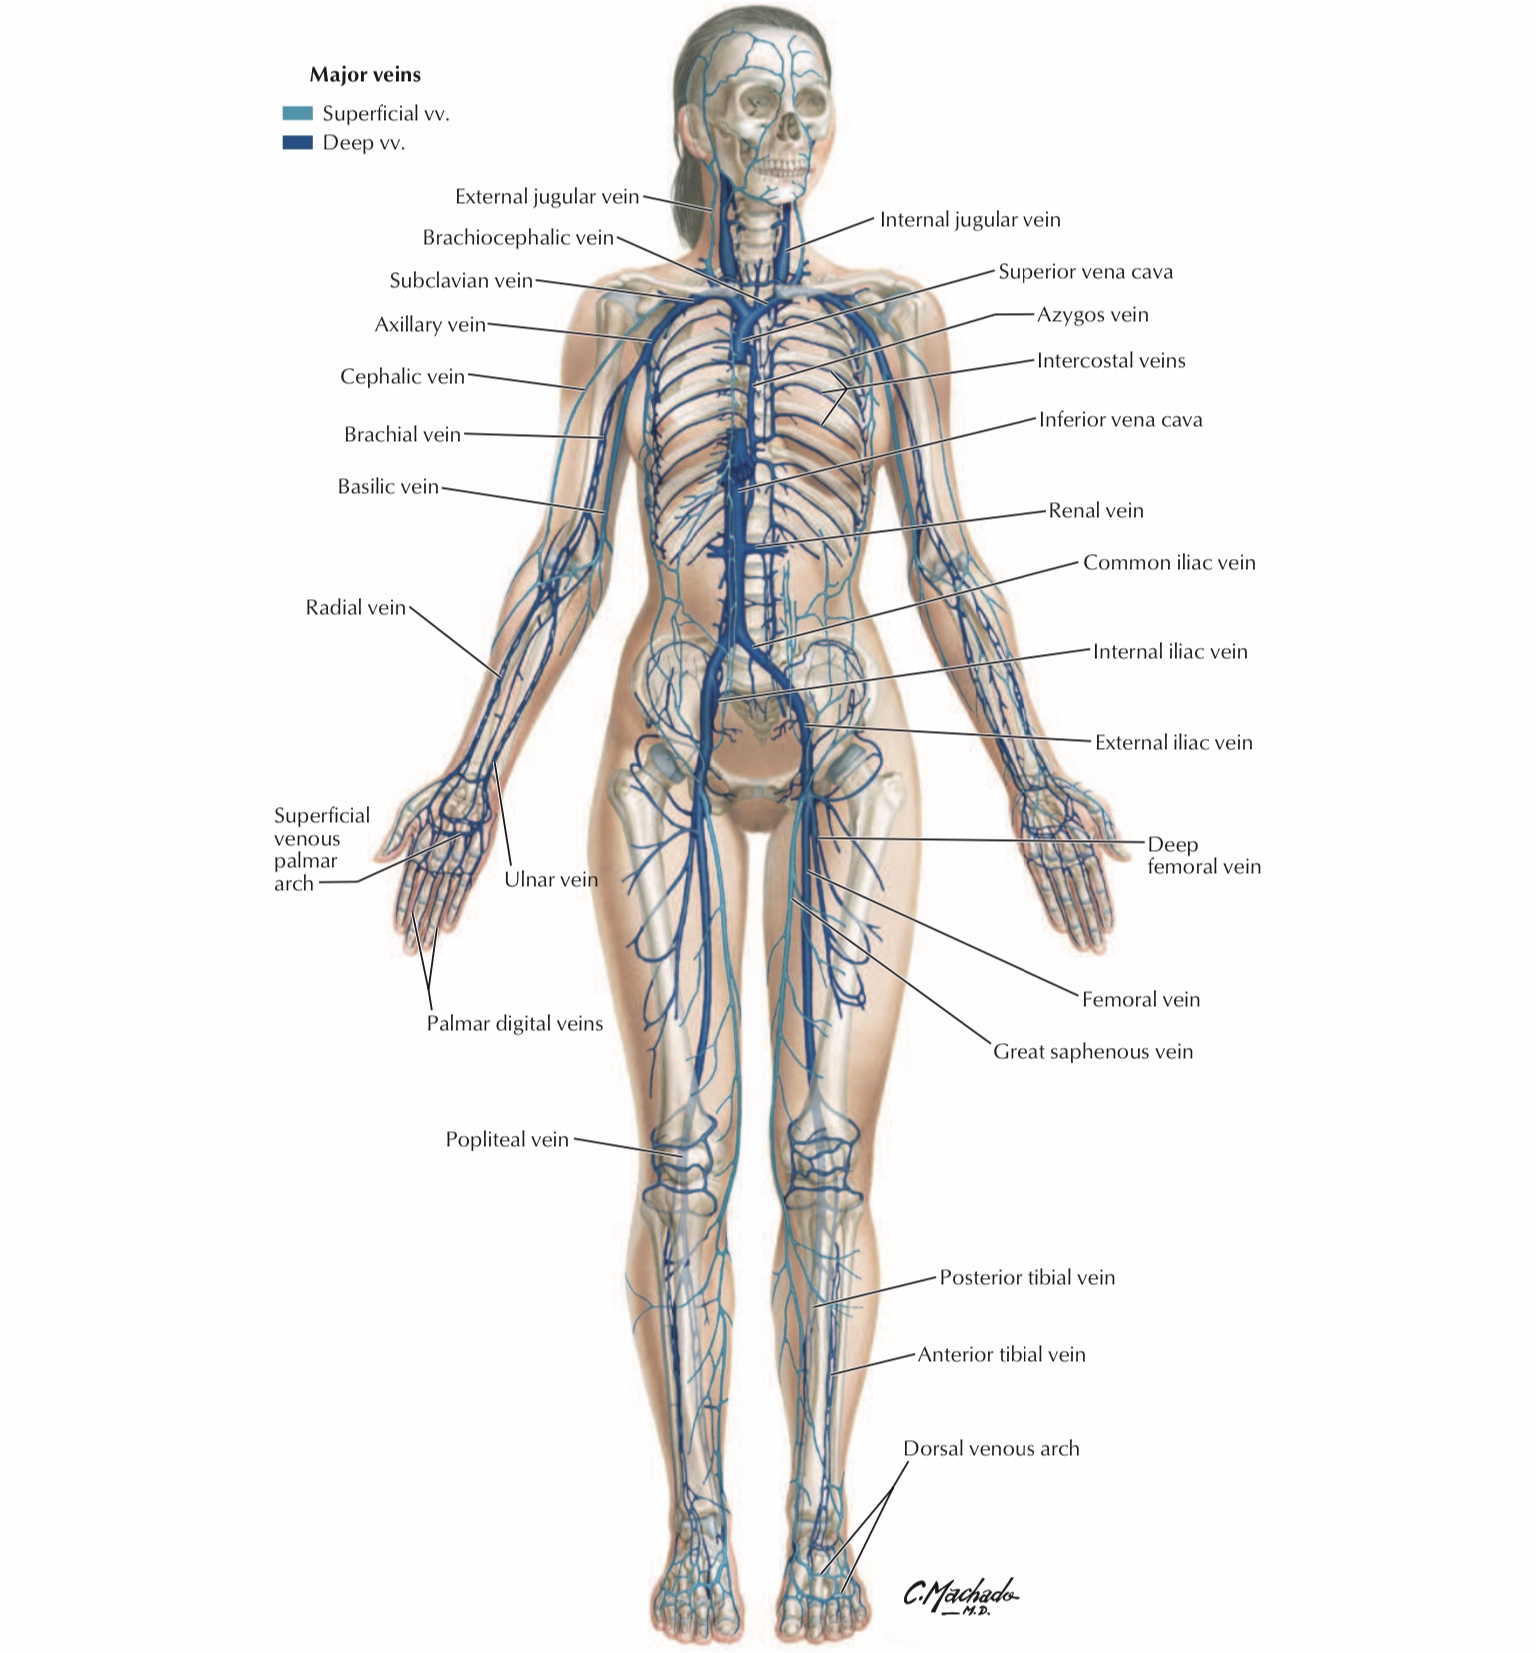 Major veins
Superficial vv.
Deep vv.
External jugular vein
Brachiocephalic vein
Subclavian vein
Axillary vein
Cephalic vein
Brachial vein
Basilic vein
Radial vein
Superficial
venous
palmar
arch
Ulnar vein
Palmar digital veins
Popliteal vein
Internal jugular vein
Superior vena cava
Azygos vein
Intercostal veins
Inferior vena cava
Renal vein
Common iliac vein
Internal iliac vein
External iliac vein
Deep
femoral vein
Femoral vein
Great saphenous vein
Posterior tibial vein
Anterior tibial vein
Dorsal venous arch
C.Machado
M.D.